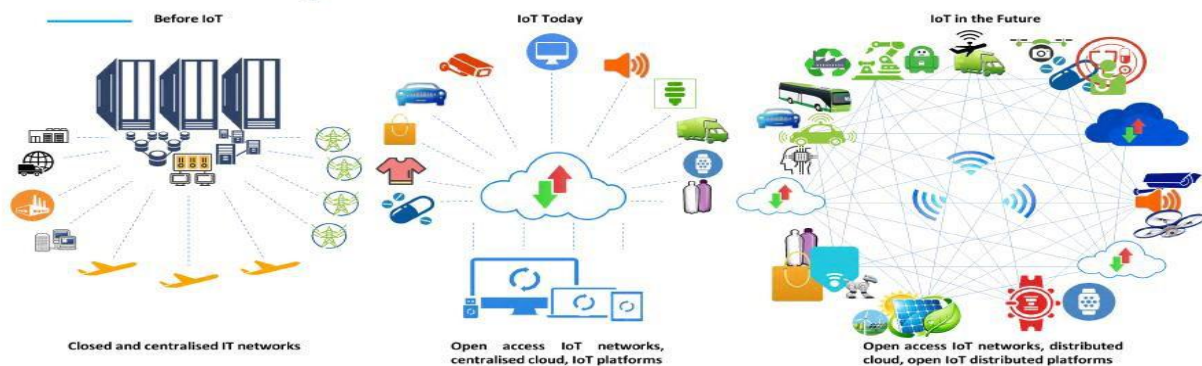 Before IoT
IoT Today
IoT in the Future
Closed and centralised IT networks
Open access IoT networks,
centralised cloud, IoT platforms
Open access IoT networks, distributed
cloud, open IoT distributed platforms